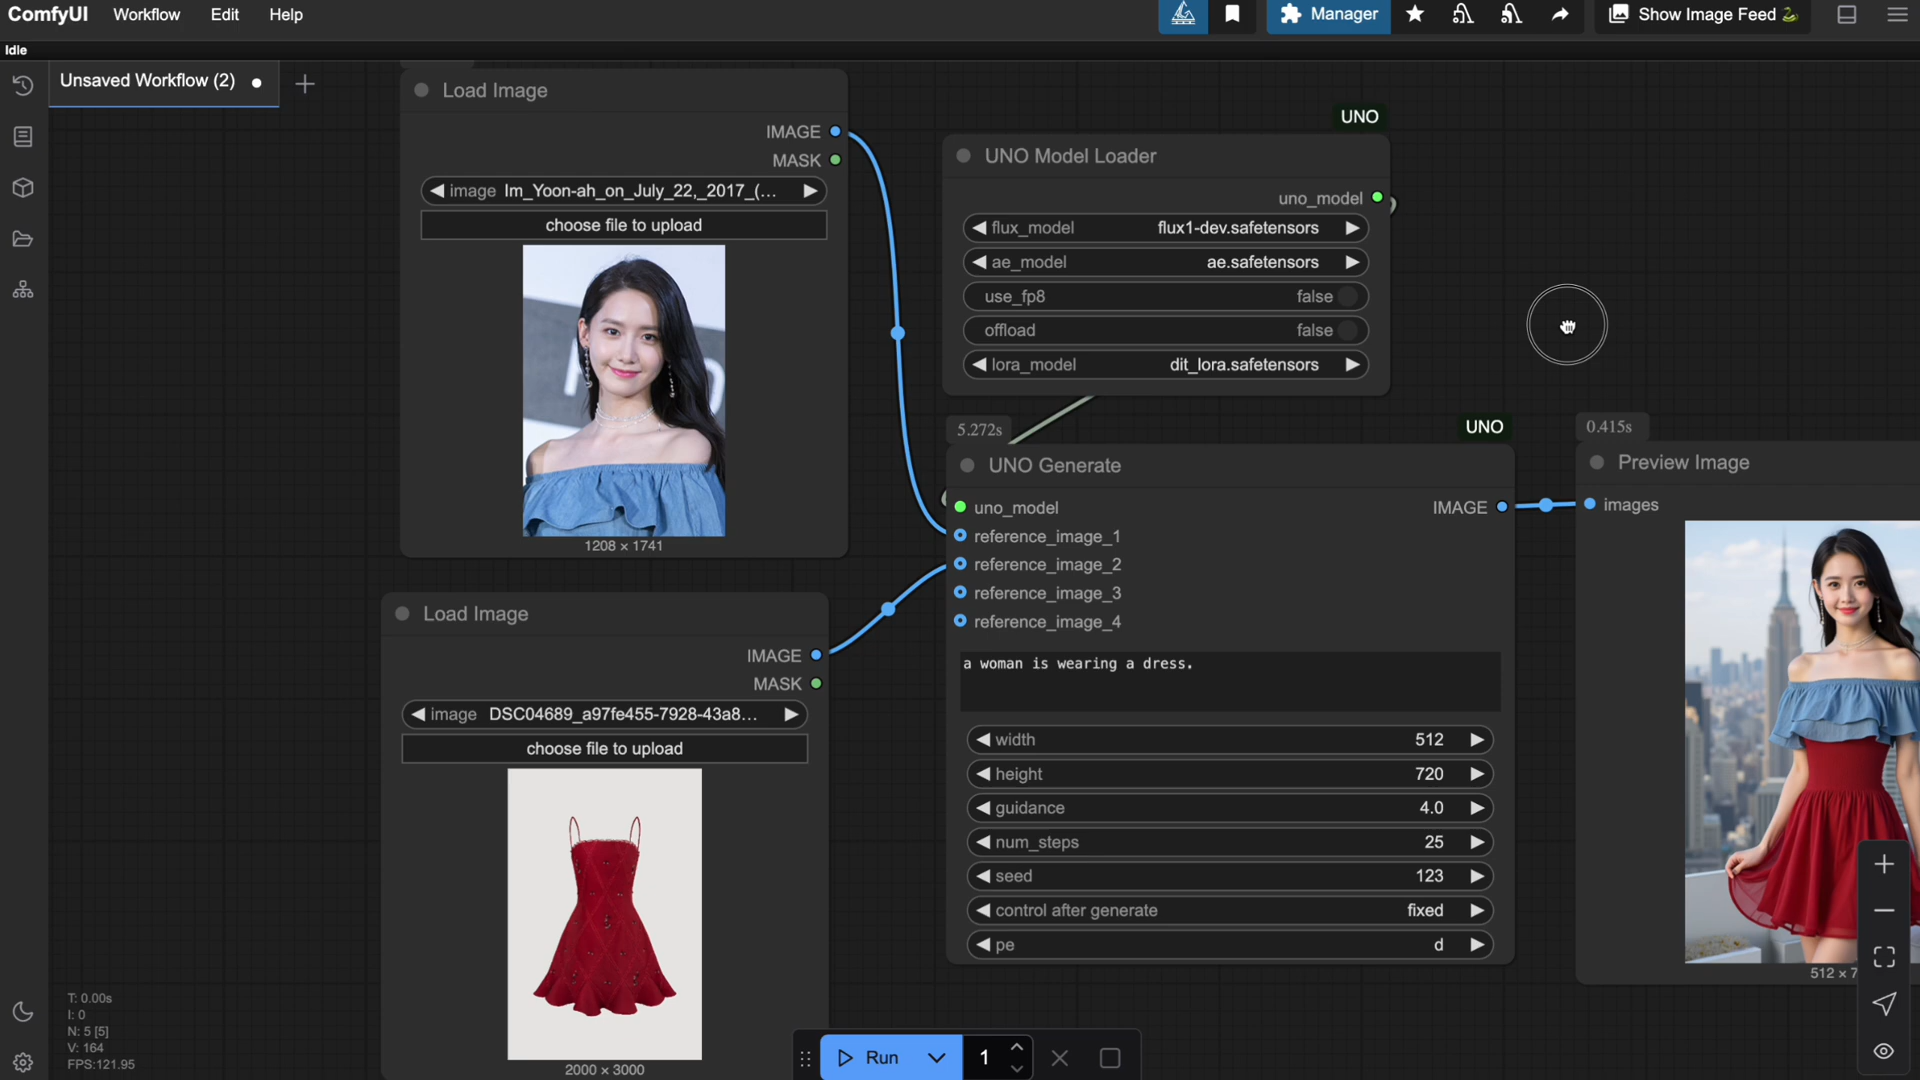 ComfyUI Workflow Edit Help Manager Show Image Feed
Idle
Unsaved Workflow (2)
Load Image
IMAGE
MASK
image Im_Yoon-ah_on_July_22,_2017_(...
choose file to upload
1208 × 1741
UNO
UNO Model Loader
uno_model
flux_model flux1-dev.safetensors
ae_model ae.safetensors
use_fp8 false
offload false
lora_model dit_lora.safetensors
5.272s
UNO
UNO Generate
uno_model IMAGE
reference_image_1
reference_image_2
reference_image_3
reference_image_4
a woman is wearing a dress.
width 512
height 720
guidance 4.0
num_steps 25
seed 123
control after generate fixed
pe d
0.415s
Preview Image
images
512 × 7
Load Image
IMAGE
MASK
image DSC04689_a97fe455-7928-43a8...
choose file to upload
2000 × 3000
T: 0.00s
I: 0
N: 5 [5]
V: 164
FPS:121.95
Run 1